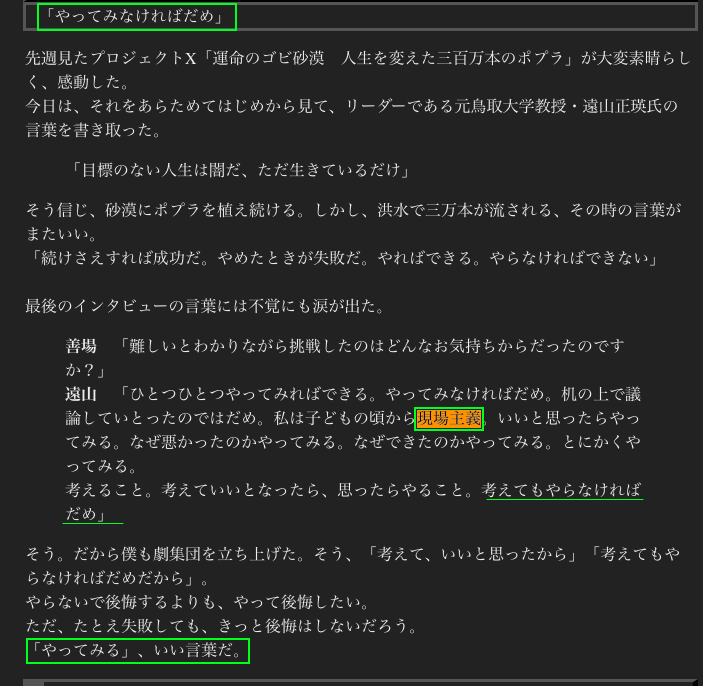 「やってみなければだめ」
先週見たプロジェクトX「運命のゴビ砂漠　人生を変えた三百万本のポプラ」が大変素晴らし
く、感動した。
今日は、それをあらためてはじめから見て、リーダーである元鳥取大学教授・遠山正瑛氏の
言葉を書き取った。
「目標のない人生は闇だ、ただ生きているだけ」
そう信じ、砂漠にポプラを植え続ける。しかし、洪水で三万本が流される、その時の言葉が
またいい。
「続けさえすれば成功だ。やめたときが失敗だ。やればできる。やらなければできない」
最後のインタビューの言葉には不覚にも涙が出た。
善場　「難しいとわかりながら挑戦したのはどんなお気持ちからだったのです
か？」
遠山　「ひとつひとつやってみればできる。やってみなければだめ。机の上で議
論していとったのではだめ。私は子どもの頃から現場主義。いいと思ったらやっ
てみる。なぜ悪かったのかやってみる。なぜできたのかやってみる。とにかくや
ってみる。
考えること。考えていいとなったら、思ったらやること。考えてもやらなければ
だめ」
そう。だから僕も劇集団を立ち上げた。そう、「考えて、いいと思ったから」「考えてもや
らなければだめだから」。
やらないで後悔するよりも、やって後悔したい。
ただ、たとえ失敗しても、きっと後悔はしないだろう。
「やってみる」、いい言葉だ。